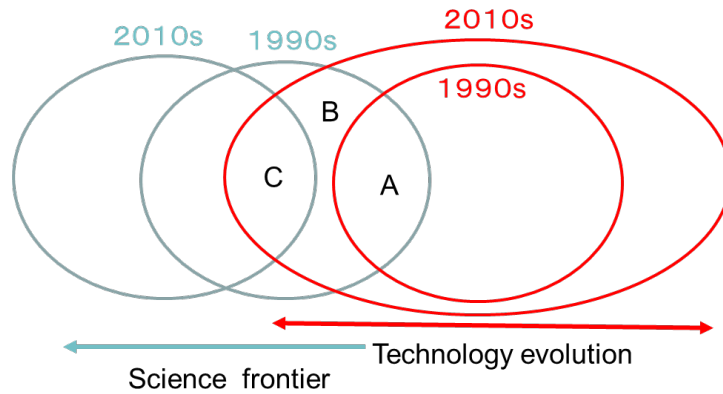 2010s
1990s
2010s
1990s
B
C
A
Technology evolution
Science frontier